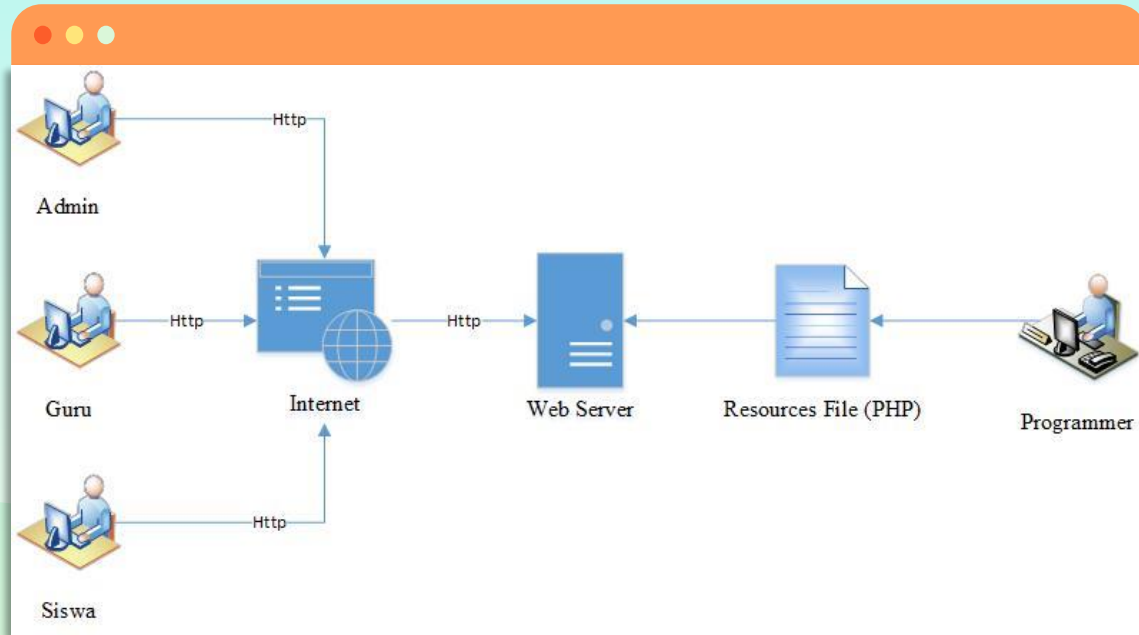 Http
Admin
Http
Http
Guru
Internet
Web Server
Resources File (PHP)
Programmer
Http
Siswa